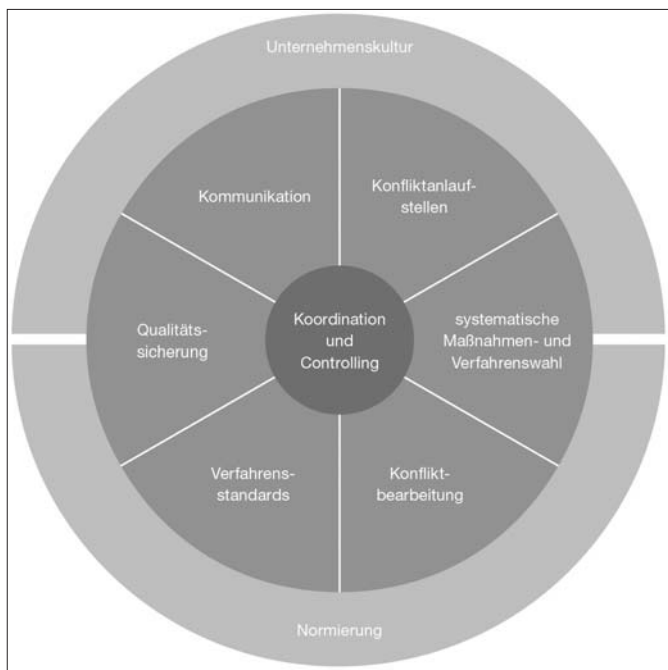 Unternehmenskultur
Kommunikation
Konfliktanlauf-
stellen
Qualitäts-
sicherung
Koordination
und
Controlling
systematische
Maßnahmen- und
Verfahrenswahl
Verfahrens-
standards
Konflikt-
bearbeitung
Normierung